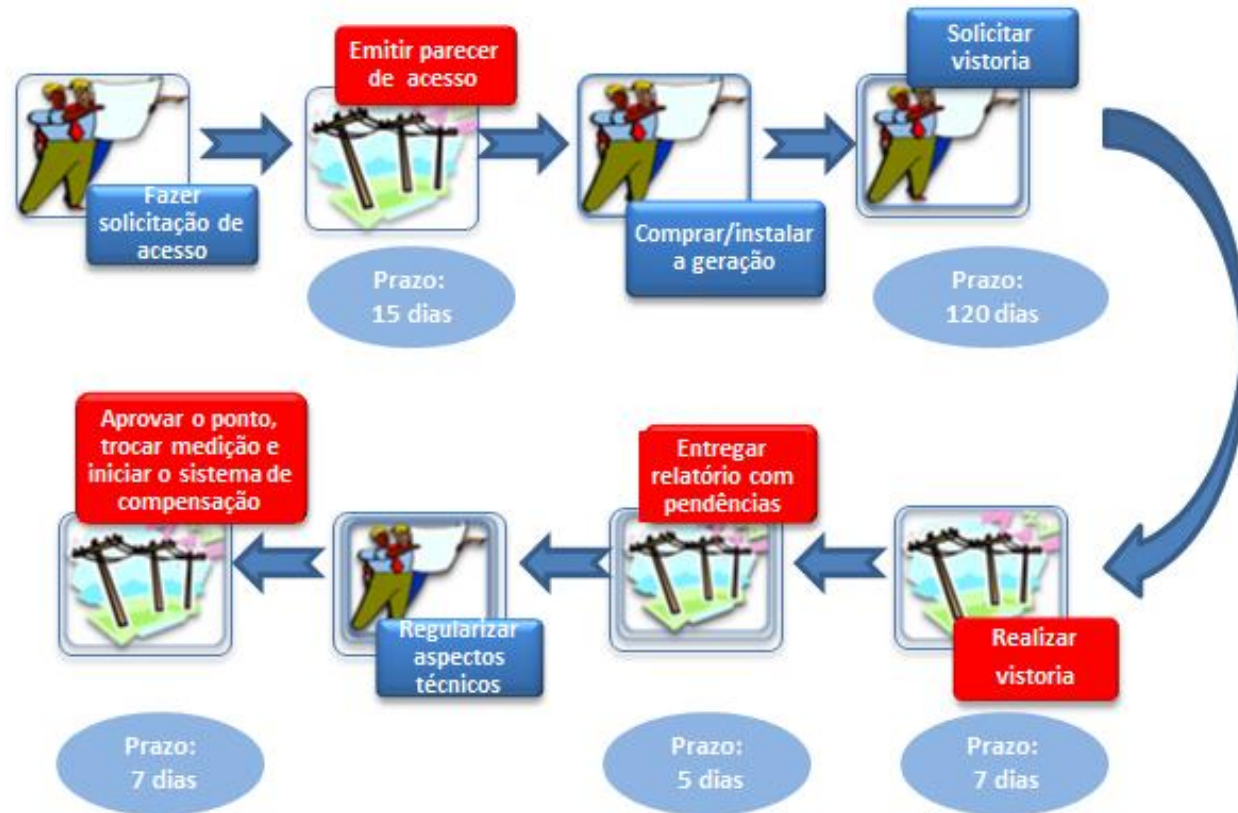 Fazer
solicitação de
acesso
Emitir parecer
de acesso
Prazo:
15 dias
Comprar/instalar
a geração
Solicitar
vistoria
Prazo:
120 dias
Realizar
vistoria
Prazo:
7 dias
Entregar
relatório com
pendências
Prazo:
5 dias
Regularizar
aspectos
técnicos
Aprovar o ponto,
trocar medição e
iniciar o sistema de
compensação
Prazo:
7 dias